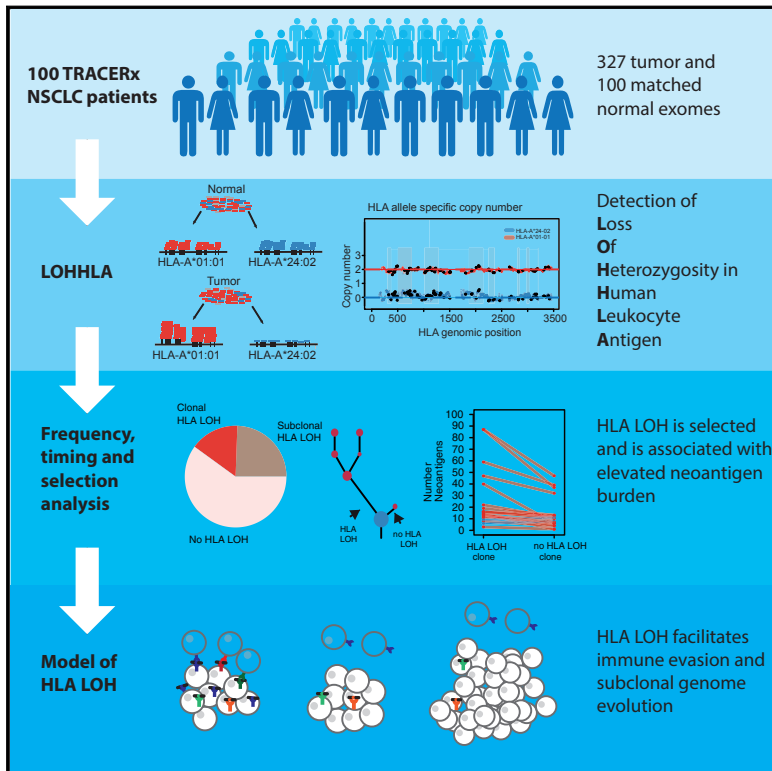 100 TRACERx
NSCLC patients
327 tumor and
100 matched
normal exomes
LOHHLA
Normal
HLA-A*01:01
HLA-A*24:02
Tumor
HLA-A*01:01
HLA-A*24:02
HLA allele specific copy number
HLA-A*24-02
HLA-A*01-01
Copy number
3
2
1
0
0
500
1500
2500
3500
HLA genomic position
Detection of
Loss
Of
Heterozygosity in
Human
Leukocyte
Antigen
Frequency,
timing and
selection
analysis
Clonal
HLA LOH
Subclonal
HLA LOH
No HLA LOH
HLA
LOH
no HLA
LOH
Number
Neoantigens
100
90
80
70
60
50
40
30
20
10
0
HLA LOH
clone
no HLA LOH
clone
HLA LOH is selected
and is associated with
elevated neoantigen
burden
Model of
HLA LOH
HLA LOH facilitates
immune evasion and
subclonal genome
evolution